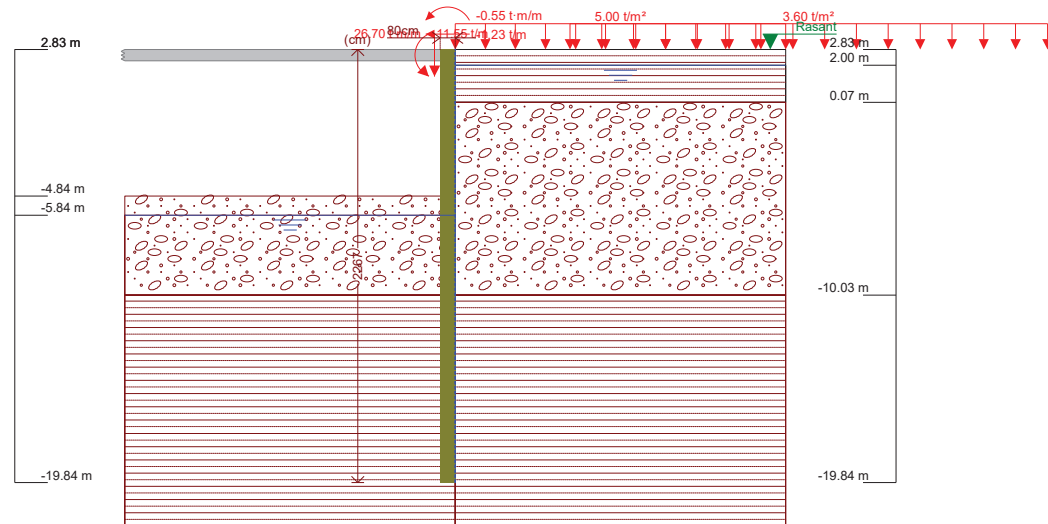 -0.55 t·m/m
5.00 t/m²
3.60 t/m²
80cm
Rasant
(cm)
2.83 m
2.83 m
2.00 m
0.07 m
-4.84 m
-5.84 m
2267
-10.03 m
-19.84 m
-19.84 m